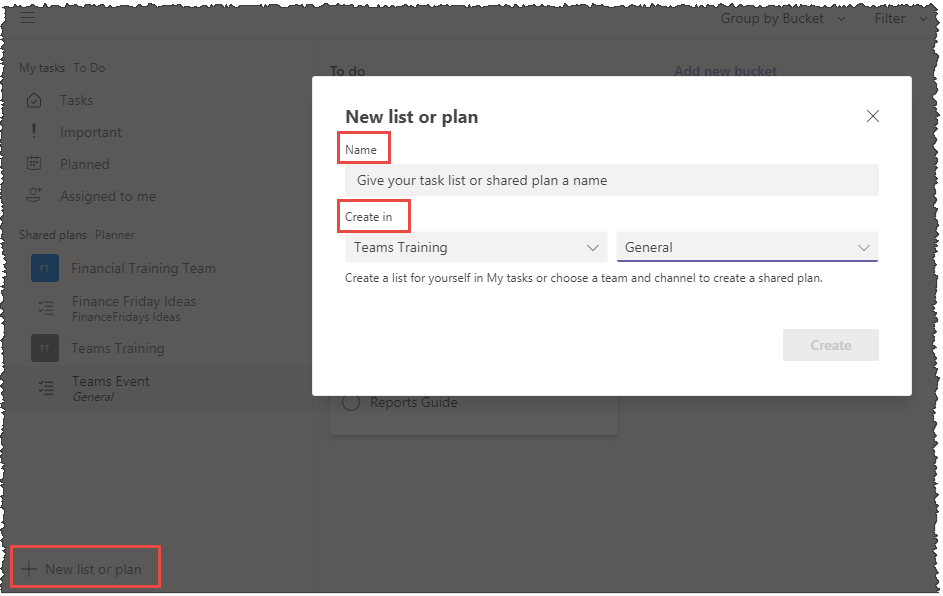 Group by Bucket
Filter
My tasks To Do
Tasks
Important
Planned
Assigned to me
Shared plans Planner
FT Financial Training Team
Finance Friday Ideas
FinanceFridays Ideas
TT Teams Training
Teams Event
General
New list or plan
To do
Add new bucket
New list or plan
Name
Give your task list or shared plan a name
Create in
Teams Training
General
Create a list for yourself in My tasks or choose a team and channel to create a shared plan.
Create
Reports Guide